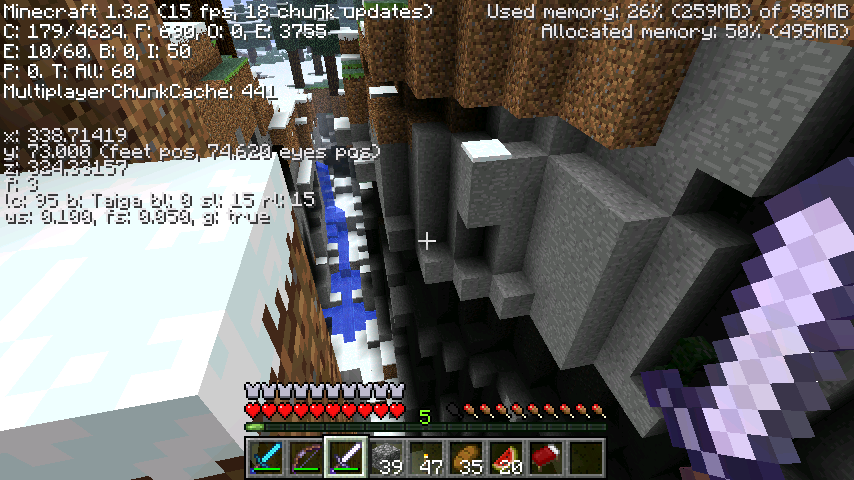 Minecraft 1.3.2 (15 fps, 18 chunk updates)
Used memory: 26% (259MB) of 989MB
C: 179/4624, F: 680, O: 0, E: 3755
Allocated memory: 50% (495MB)
E: 10/60, B: 0, I: 50
P: 0, T: All: 60
MultiplayerChunkCache: 441
x: 338.71419
y: 73.000 (feet pos, 74.620 eyes pos)
z: 324.33157
f: 3
lc: 95 b: Taiga bl: 0 sl: 15 rl: 15
ws: 0.100, fs: 0.050, g: true
5
39
47
35
20